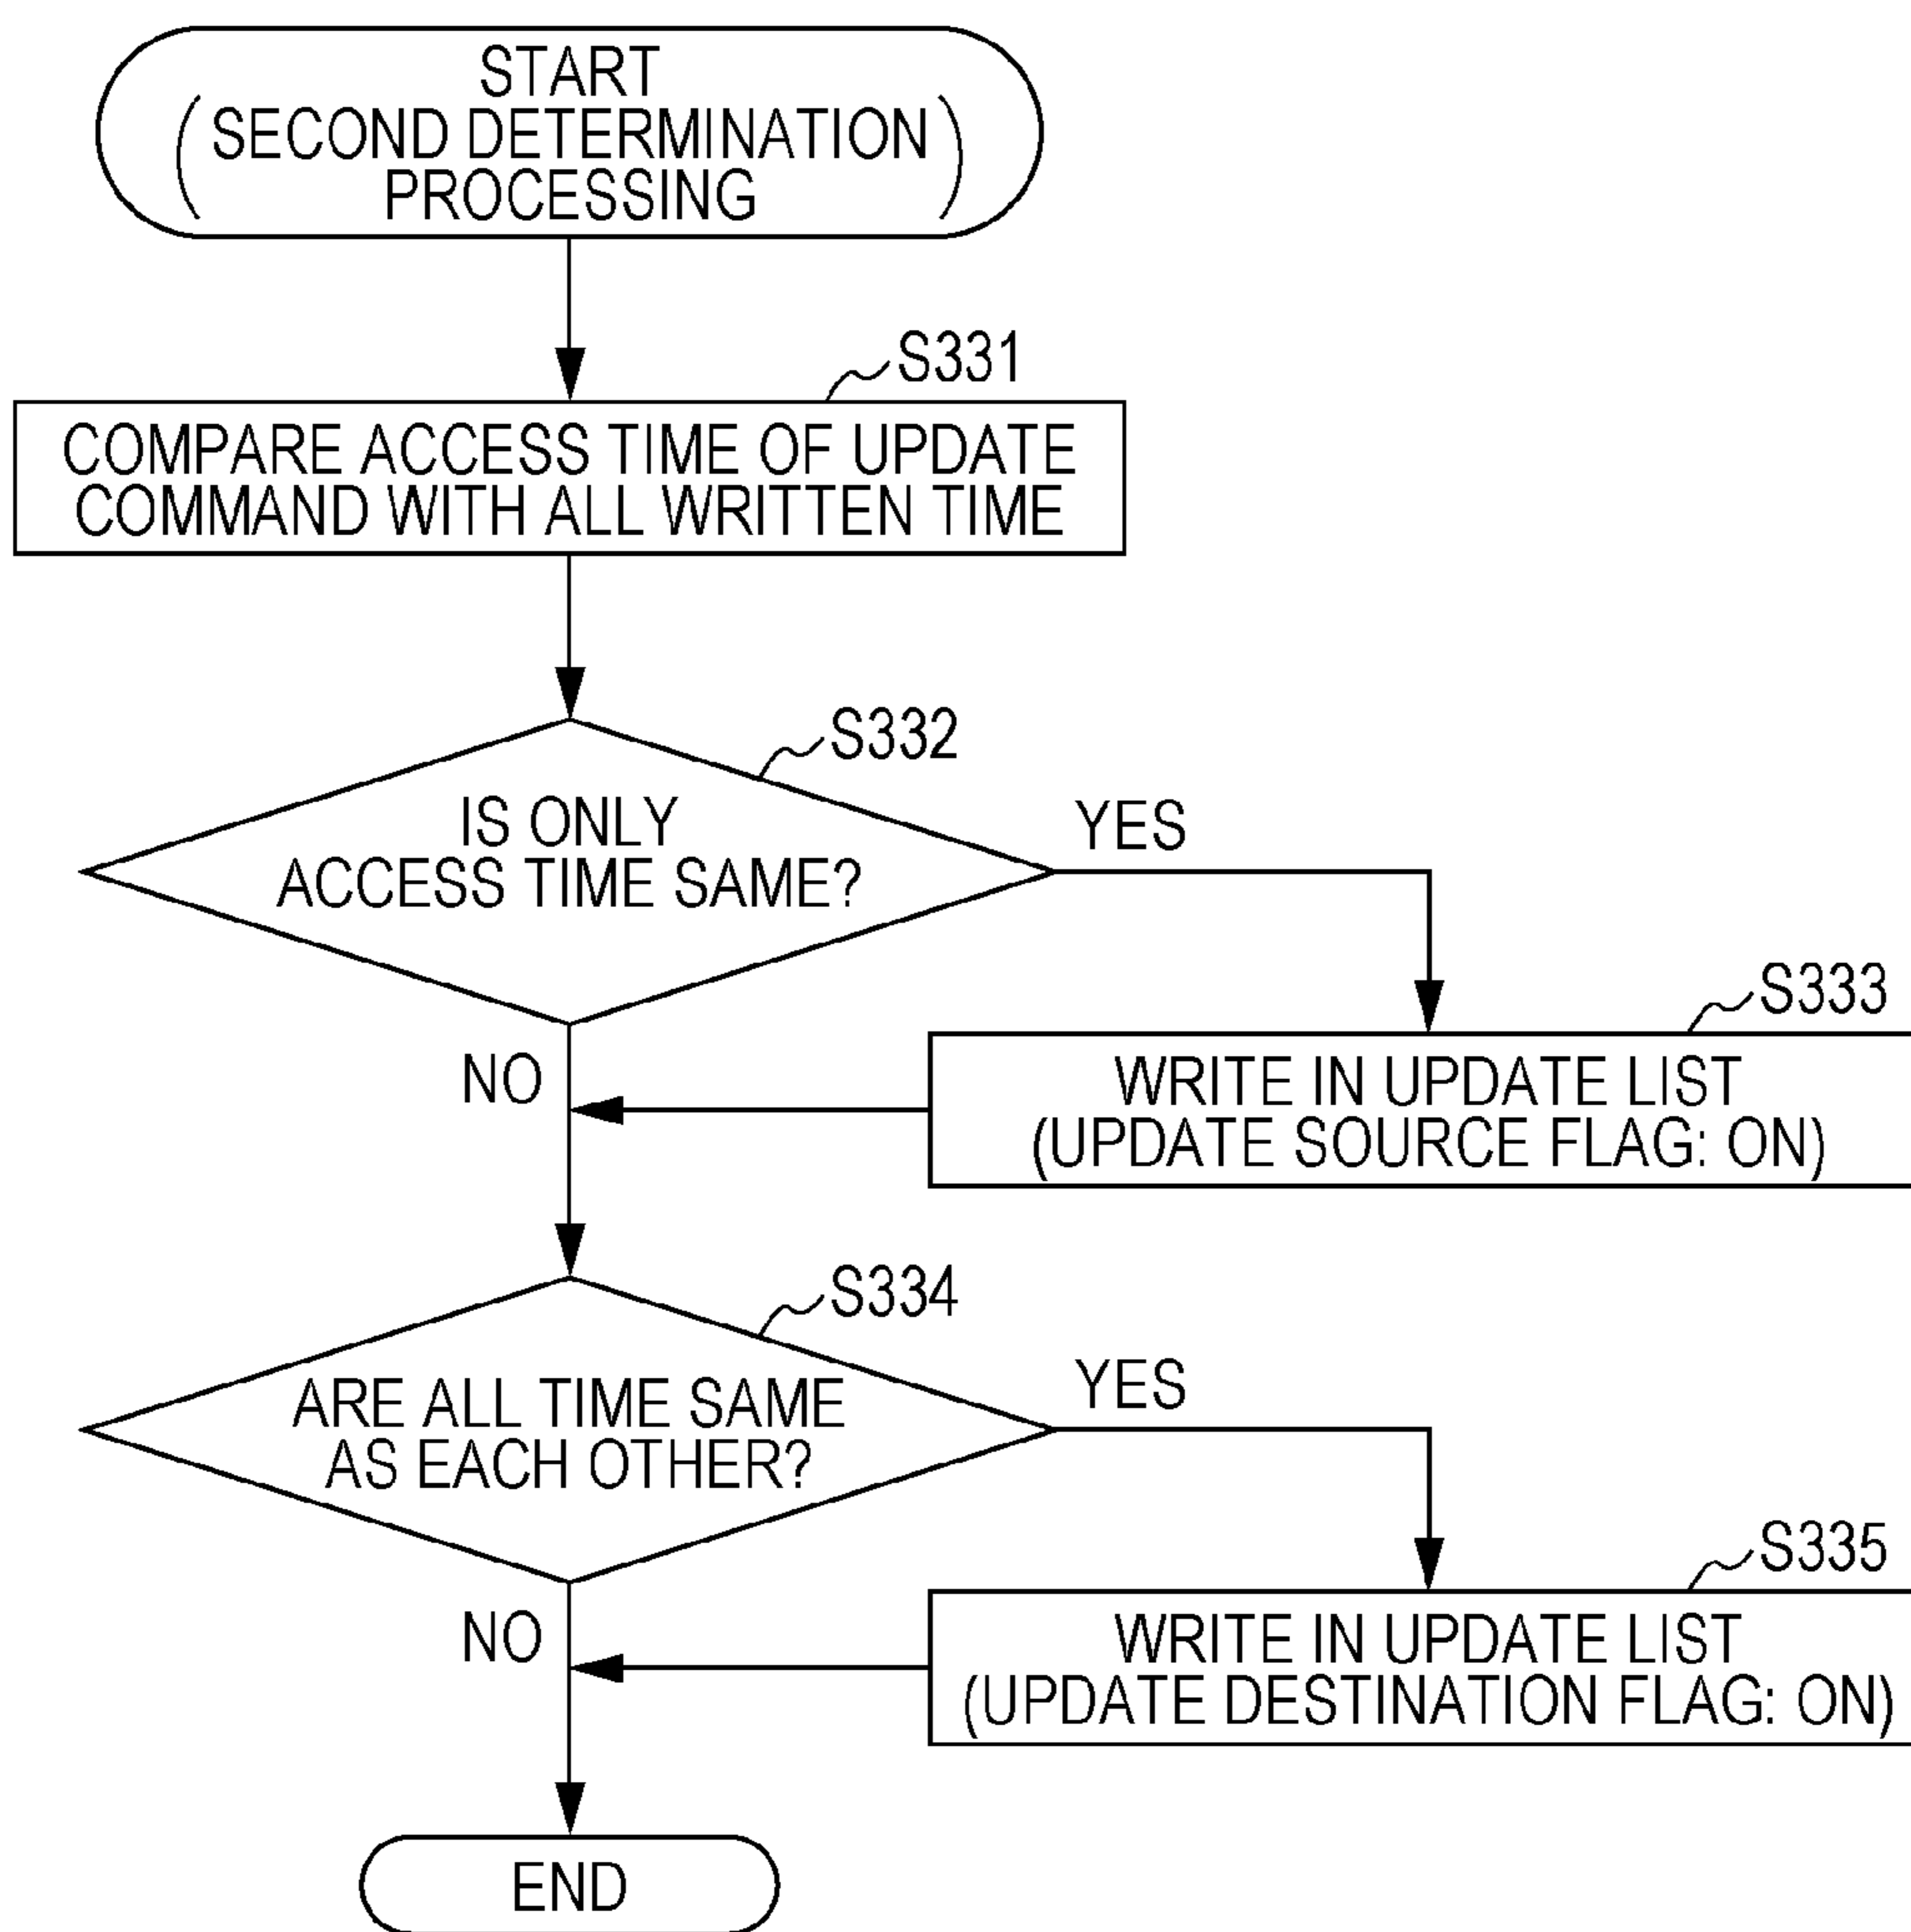 START
(SECOND DETERMINATION
PROCESSING)
S331
COMPARE ACCESS TIME OF UPDATE
COMMAND WITH ALL WRITTEN TIME
S332
IS ONLY
ACCESS TIME SAME?
YES
S333
NO
WRITE IN UPDATE LIST
(UPDATE SOURCE FLAG: ON)
S334
ARE ALL TIME SAME
AS EACH OTHER?
YES
S335
NO
WRITE IN UPDATE LIST
(UPDATE DESTINATION FLAG: ON)
END